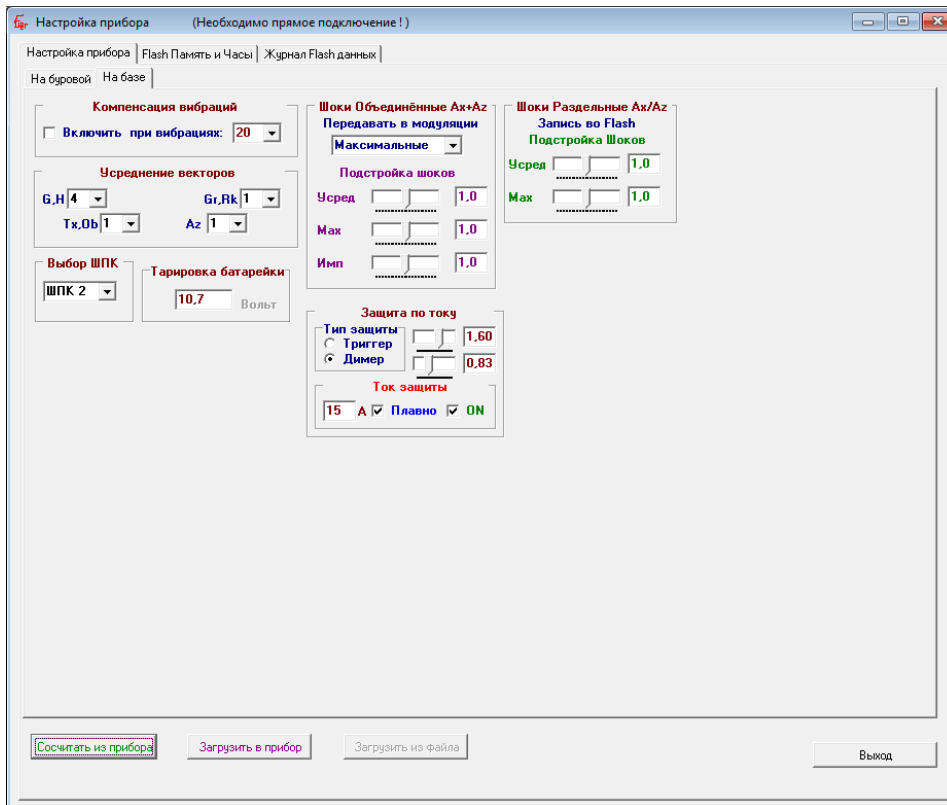 Настройка прибора (Необходимо прямое подключение ! )
Настройка прибора Flash Память и Часы Журнал Flash данных
На буровой На базе
Компенсация вибраций
Включить при вибрациях: 20
Усреднение векторов
G,H 4 Gr,Rk 1
Tx,Ob 1 Az 1
Выбор ШПК
ШПК 2
Тарировка батарейки
10,7 Вольт
Шоки Объединённые Ax+Az
Передавать в модуляции
Максимальные
Подстройка шоков
Усред 1,0
Max 1,0
Имп 1,0
Шоки Раздельные Ax/Az
Запись во Flash
Подстройка Шоков
Усред 1,0
Max 1,0
Защита по току
Тип защиты
Триггер 1,60
Димер 0,83
Ток защиты
15 А Плавно ON
Сосчитать из прибора Загрузить в прибор Загрузить из файла
Выход